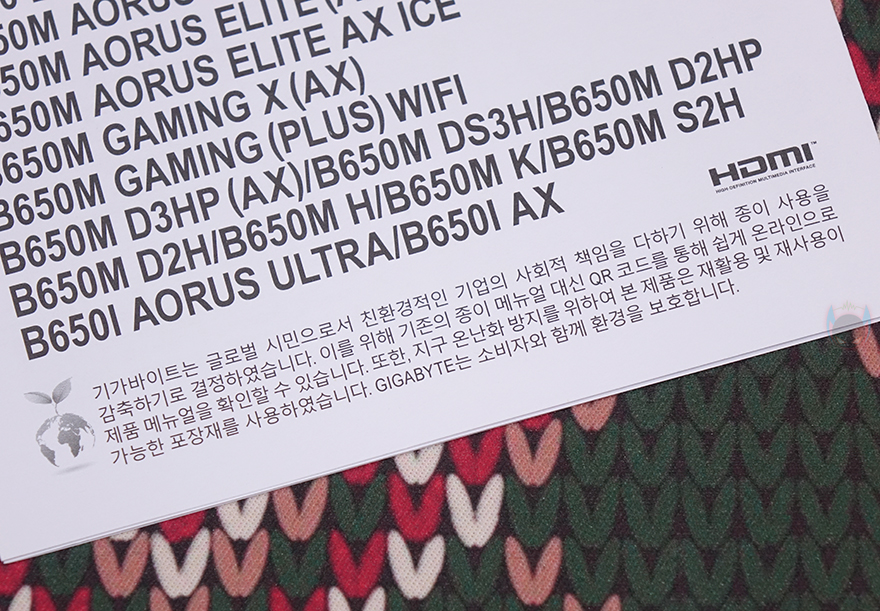 650M AORUS ELITE
650M AORUS ELITE AX ICE
B650M GAMING X (AX)
B650M GAMING (PLUS) WIFI
B650M D3HP (AX)/B650M DS3H/B650M D2HP
B650M D2H/B650M H/B650M K/B650M S2H
B650I AORUS ULTRA/B650I AX
HDMI™
HIGH-DEFINITION MULTIMEDIA INTERFACE
기가바이트는 글로벌 시민으로서 친환경적인 기업의 사회적 책임을 다하기 위해 종이 사용을
감축하기로 결정하였습니다. 이를 위해 기존의 종이 메뉴얼 대신 QR 코드를 통해 쉽게 온라인으로
제품 메뉴얼을 확인할 수 있습니다. 또한, 지구 온난화 방지를 위하여 본 제품은 재활용 및 재사용이
가능한 포장재를 사용하였습니다. GIGABYTE는 소비자와 함께 환경을 보호합니다.